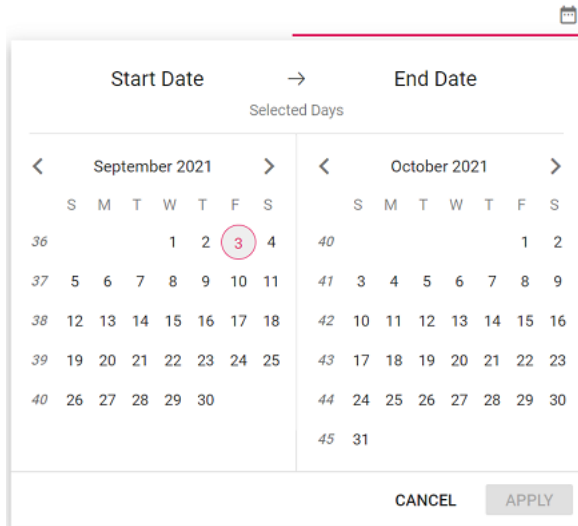 Start Date → End Date
Selected Days
September 2021
S M T W T F S
36 1 2 3 4
37 5 6 7 8 9 10 11
38 12 13 14 15 16 17 18
39 19 20 21 22 23 24 25
40 26 27 28 29 30
October 2021
S M T W T F S
40 1 2
41 3 4 5 6 7 8 9
42 10 11 12 13 14 15 16
43 17 18 19 20 21 22 23
44 24 25 26 27 28 29 30
45 31
CANCEL APPLY